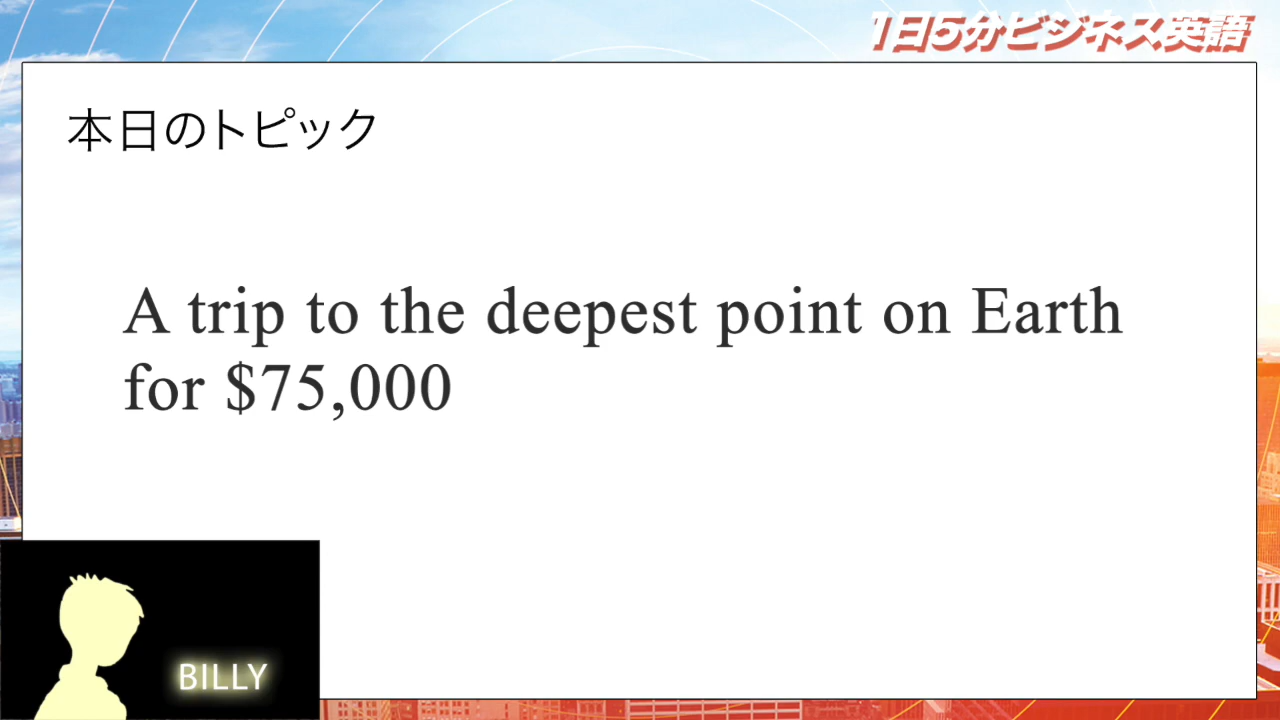 1日5分ビジネス英語
本日のトピック
A trip to the deepest point on Earth
for $75,000
BILLY